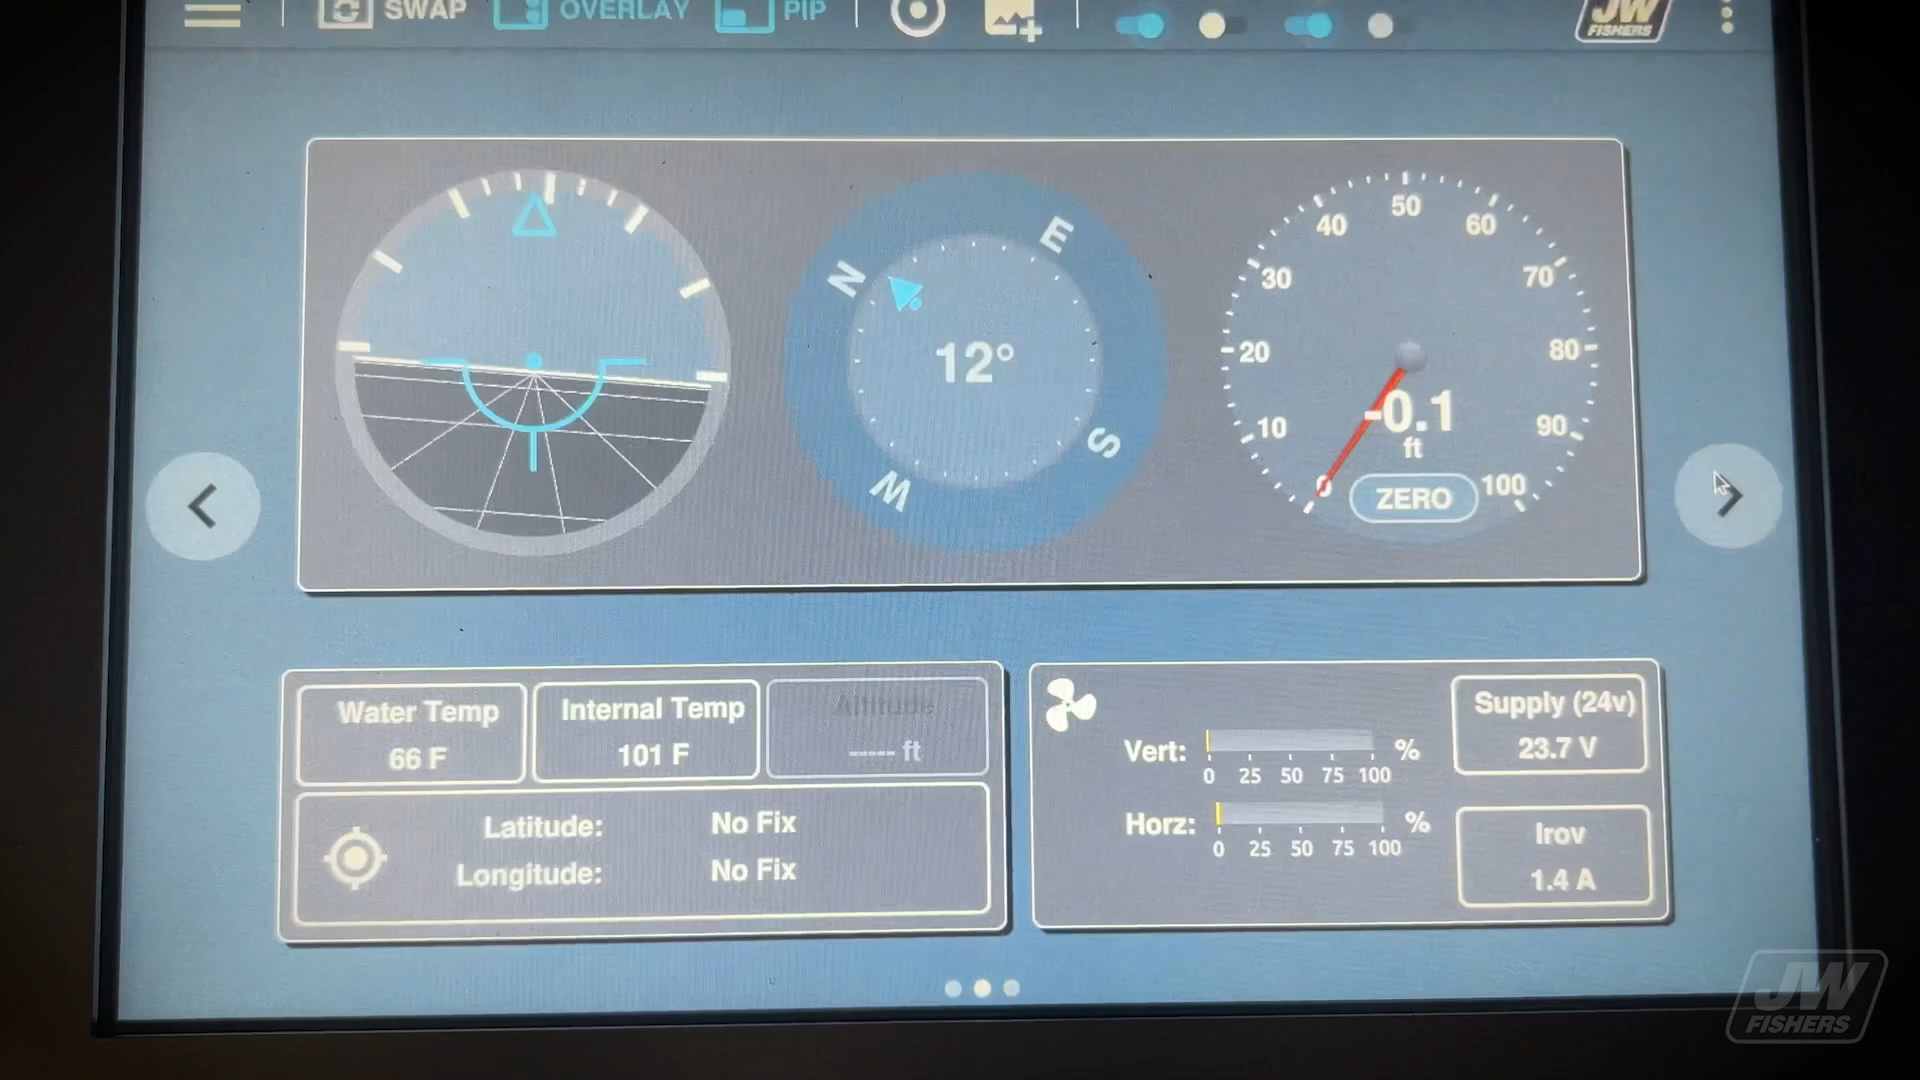 SWAP
OVERLAY
PIP
JW
FISHERS
N
E
S
W
12°
0
10
20
30
40
50
60
70
80
90
100
-0.1
ft
ZERO
Water Temp
66 F
Internal Temp
101 F
Altitude
----- ft
Latitude: No Fix
Longitude: No Fix
Vert: %
0 25 50 75 100
Horz: %
0 25 50 75 100
Supply (24v)
23.7 V
Irov
1.4 A
JW
FISHERS